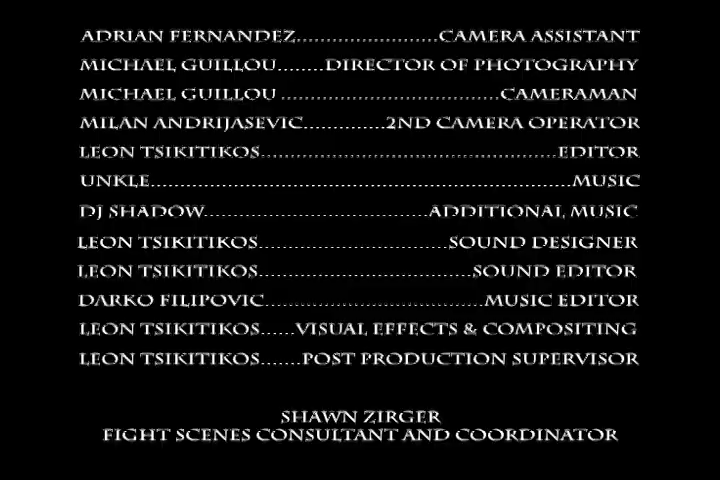 ADRIAN FERNANDEZ........................CAMERA ASSISTANT
MICHAEL GUILLOU........DIRECTOR OF PHOTOGRAPHY
MICHAEL GUILLOU .....................................CAMERAMAN
MILAN ANDRIJASEVIC..............2ND CAMERA OPERATOR
LEON TSIKITIKOS..................................................EDITOR
UNKLE.......................................................................MUSIC
DJ SHADOW......................................ADDITIONAL MUSIC
LEON TSIKITIKOS................................SOUND DESIGNER
LEON TSIKITIKOS....................................SOUND EDITOR
DARKO FILIPOVIC.....................................MUSIC EDITOR
LEON TSIKITIKOS......VISUAL EFFECTS & COMPOSITING
LEON TSIKITIKOS.......POST PRODUCTION SUPERVISOR
SHAWN ZIRGER
FIGHT SCENES CONSULTANT AND COORDINATOR